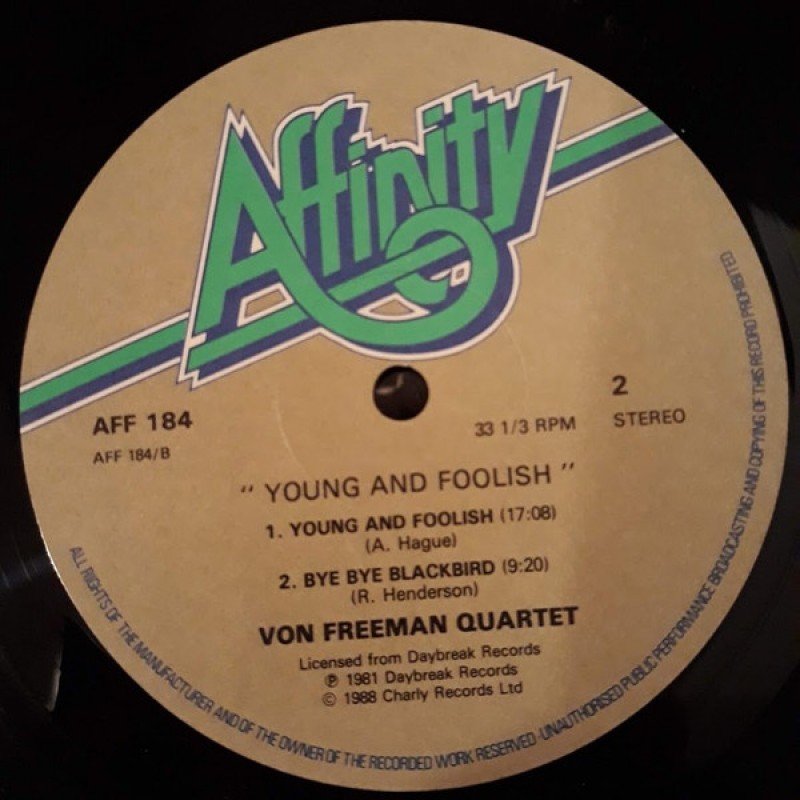 Affinity
AFF 184
AFF 184/B
33 1/3 RPM
2
STEREO
" YOUNG AND FOOLISH "
1. YOUNG AND FOOLISH (17:08)
(A. Hague)
2. BYE BYE BLACKBIRD (9:20)
(R. Henderson)
VON FREEMAN QUARTET
Licensed from Daybreak Records
℗ 1981 Daybreak Records
© 1988 Charly Records Ltd
ALL RIGHTS OF THE MANUFACTURER AND OF THE OWNER OF THE RECORDED WORK RESERVED · UNAUTHORISED PUBLIC PERFORMANCE BROADCASTING AND COPYING OF THIS RECORD PROHIBITED